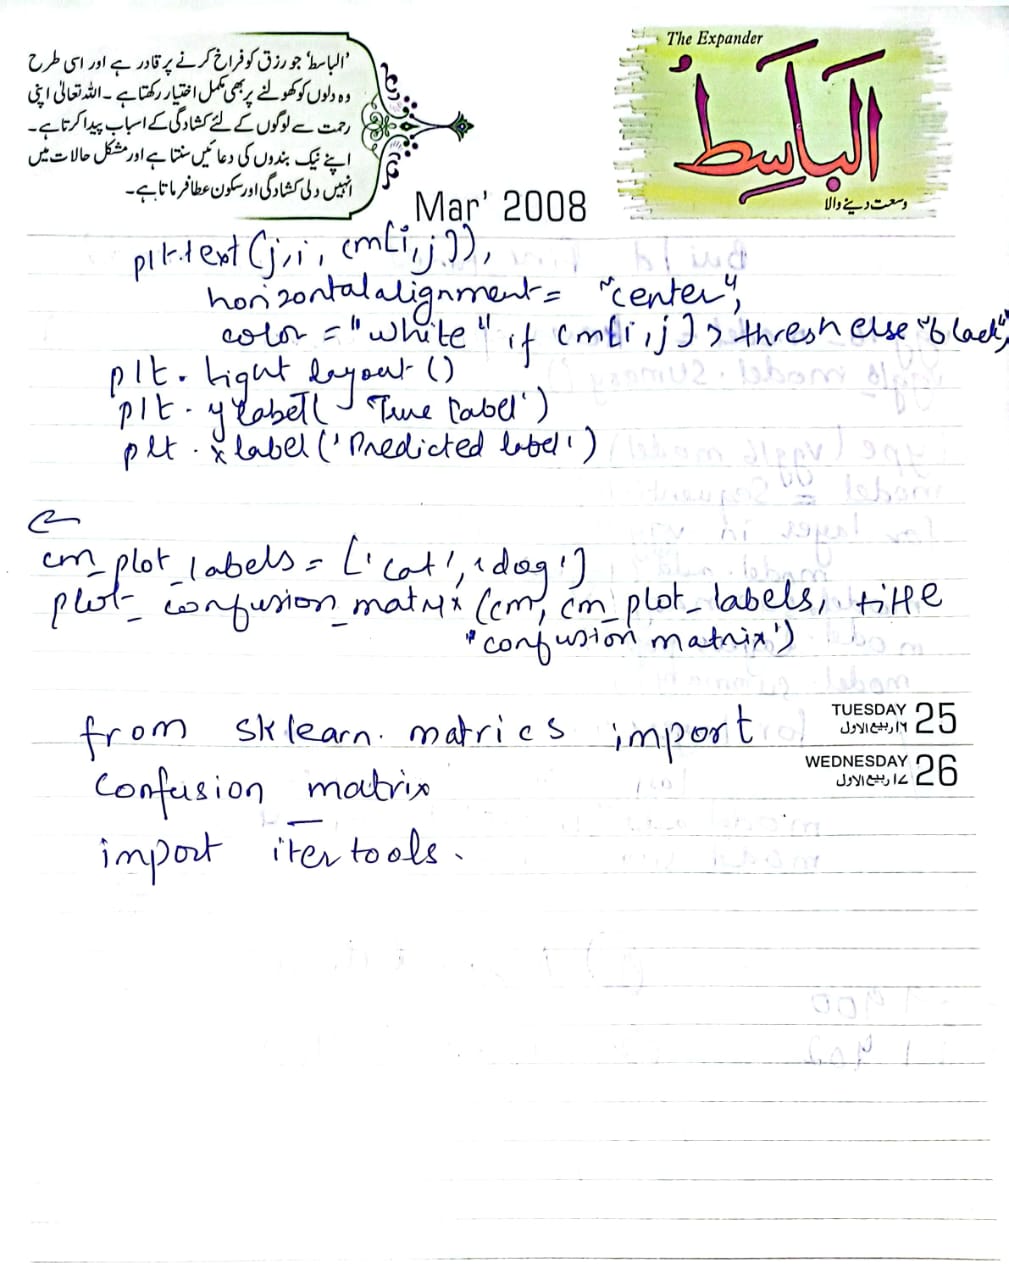 'الباسط' جو رزق کو فراخ کرنے پر قادر ہے اور اسی طرح
وہ دلوں کو کھولنے پر بھی مکمل اختیار رکھتا ہے۔ اللہ تعالیٰ اپنی
رحمت سے لوگوں کے لئے کشادگی کے اسباب پیدا کرتا ہے۔
اپنے نیک بندوں کی دعائیں سنتا ہے اور مشکل حالات میں
انہیں دلی کشادگی اور سکون عطا فرماتا ہے۔
The Expander
الْبَاسِطُ
وسعت دینے والا
Mar' 2008
plt.text(j,i, cm[i,j]),
horizontalalignment= "center",
color = "white" if cm[i,j] > thresh else "black",
plt. tight layout ()
plt. ylabel( 'True label')
plt. xlabel ('Predicted label')
cm_plot_labels = ['cat', 'dog']
plot_ confusion_matrix (cm, cm_plot_labels, title
"confusion matrix')
from sklearn. matrics import
confusion_matrix
import itertools.
TUESDAY 25
۱۶ ربیع الاول
WEDNESDAY 26
۱۷ ربیع الاول